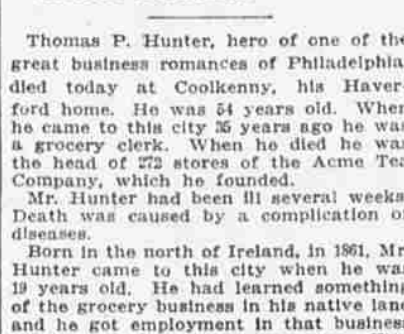 Thomas P. Hunter, hero of one of the
great business romances of Philadelphia
died today at Coolkenny, his Haver-
ford home. He was 54 years old. When
he came to this city 35 years ago he was
a grocery clerk. When he died he was
the head of 272 stores of the Acme Tea
Company, which he founded.
Mr. Hunter had been ill several weeks.
Death was caused by a complication of
diseases.
Born in the north of Ireland, in 1861, Mr.
Hunter came to this city when he was
19 years old. He had learned something
of the grocery business in his native land
and he got employment in that business